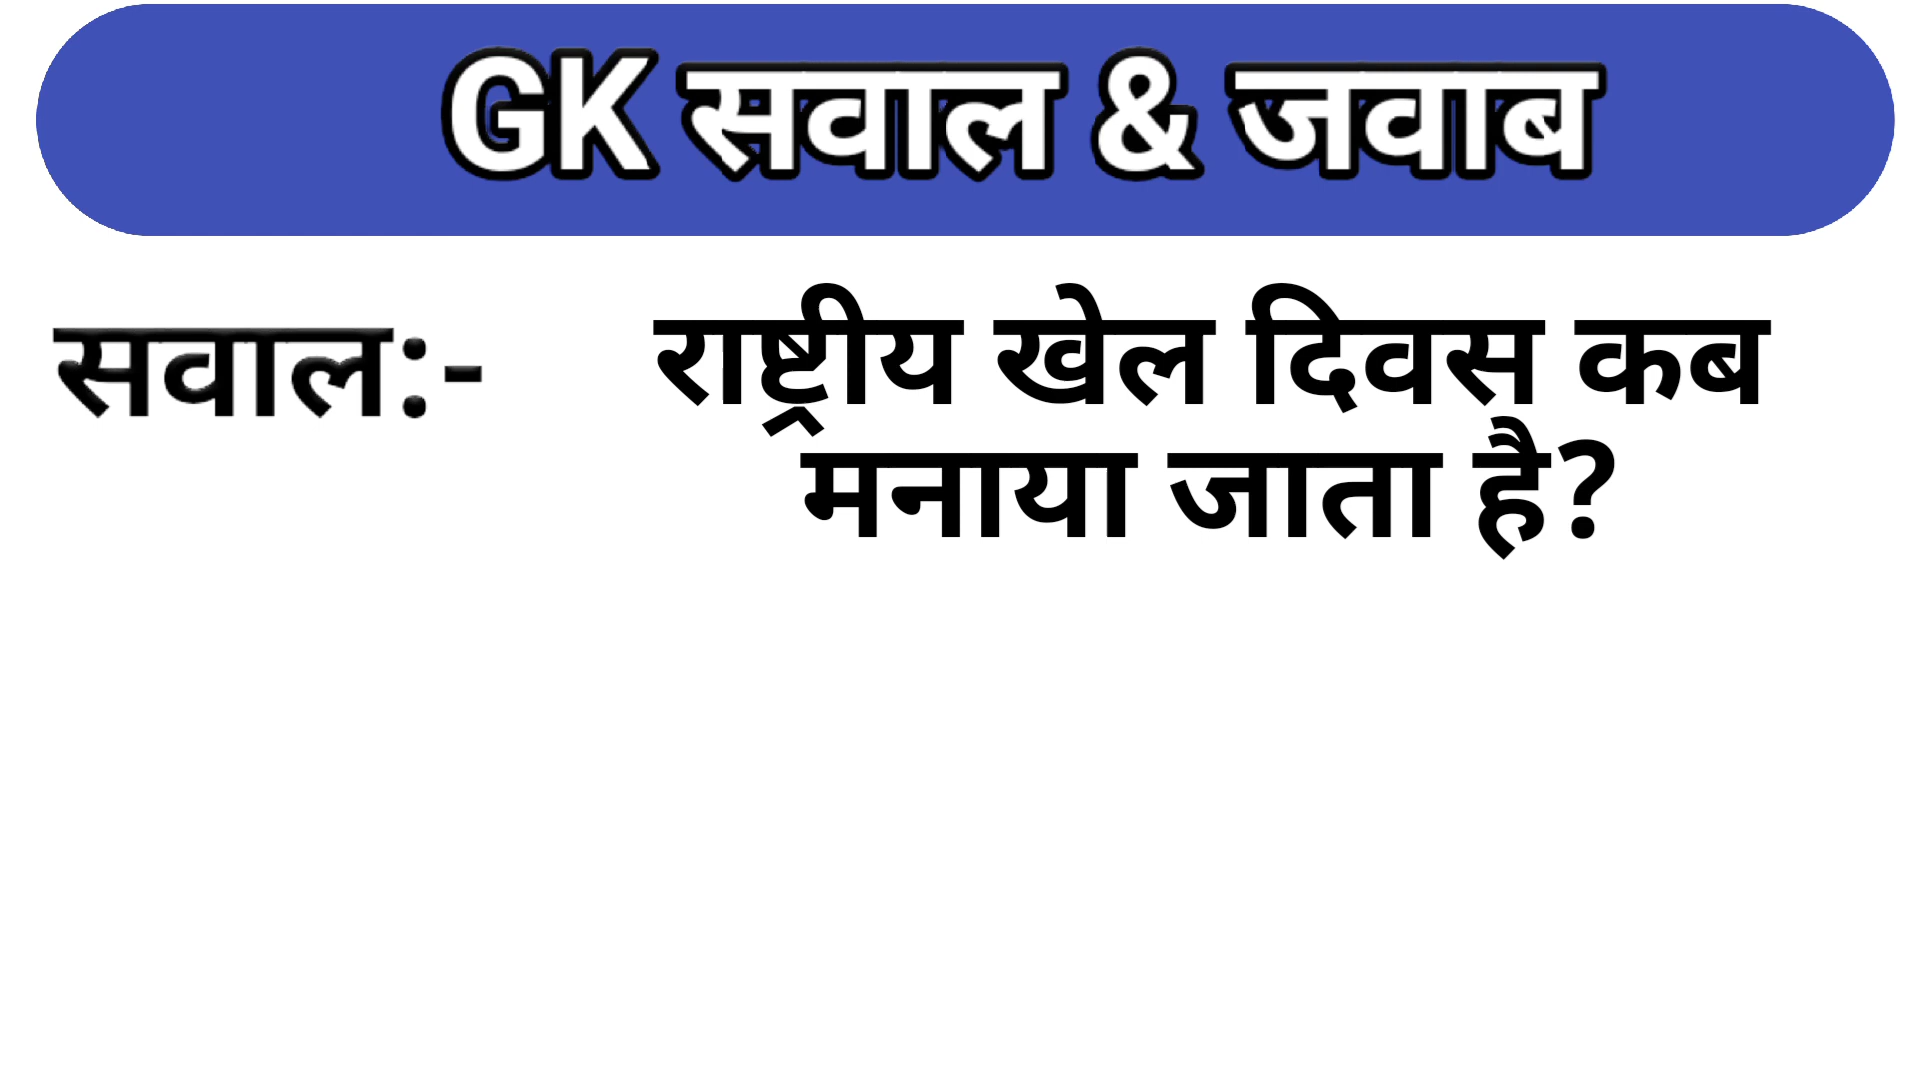 GK सवाल & जवाब
सवाल:- राष्ट्रीय खेल दिवस कब
मनाया जाता है?